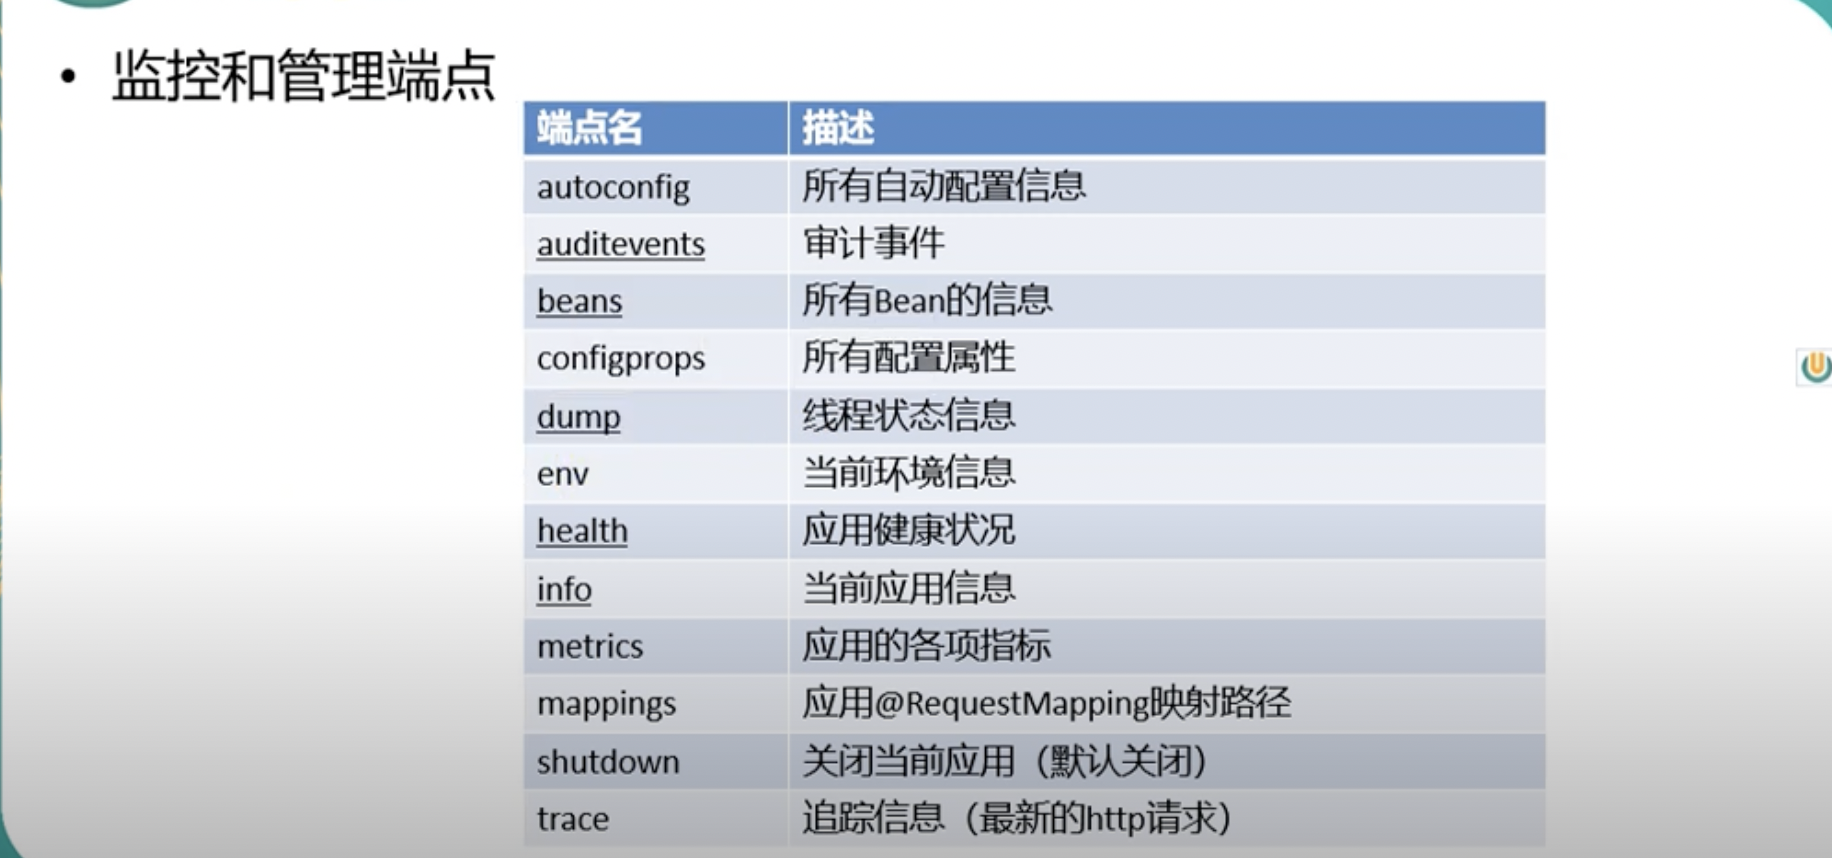 • 监控和管理端点
端点名 描述
autoconfig 所有自动配置信息
auditevents 审计事件
beans 所有Bean的信息
configprops 所有配置属性
dump 线程状态信息
env 当前环境信息
health 应用健康状况
info 当前应用信息
metrics 应用的各项指标
mappings 应用@RequestMapping映射路径
shutdown 关闭当前应用（默认关闭）
trace 追踪信息（最新的http请求）